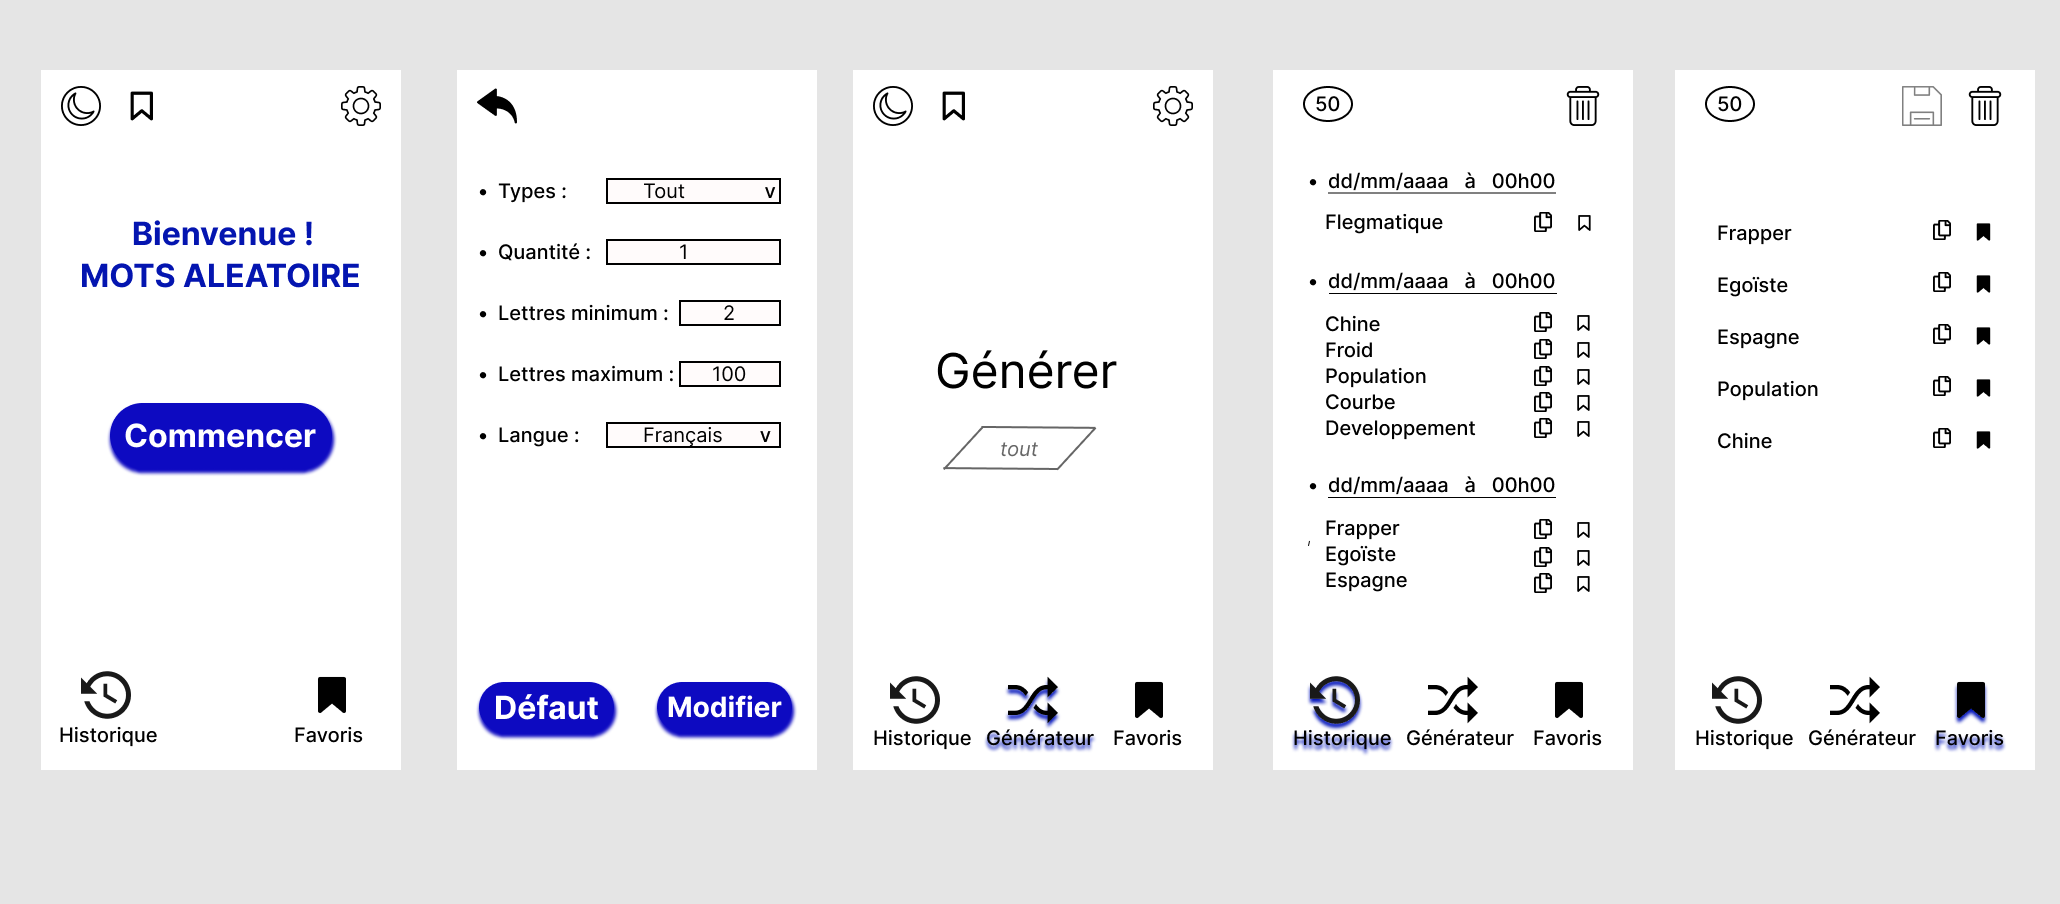 Bienvenue !
MOTS ALEATOIRE
Commencer
Historique
Favoris
• Types : Tout v
• Quantité : 1
• Lettres minimum : 2
• Lettres maximum : 100
• Langue : Français v
Défaut
Modifier
Générer
tout
Historique
Générateur
Favoris
50
• dd/mm/aaaa à 00h00
Flegmatique
• dd/mm/aaaa à 00h00
Chine
Froid
Population
Courbe
Developpement
• dd/mm/aaaa à 00h00
Frapper
,
Egoïste
Espagne
Historique
Générateur
Favoris
50
Frapper
Egoïste
Espagne
Population
Chine
Historique
Générateur
Favoris